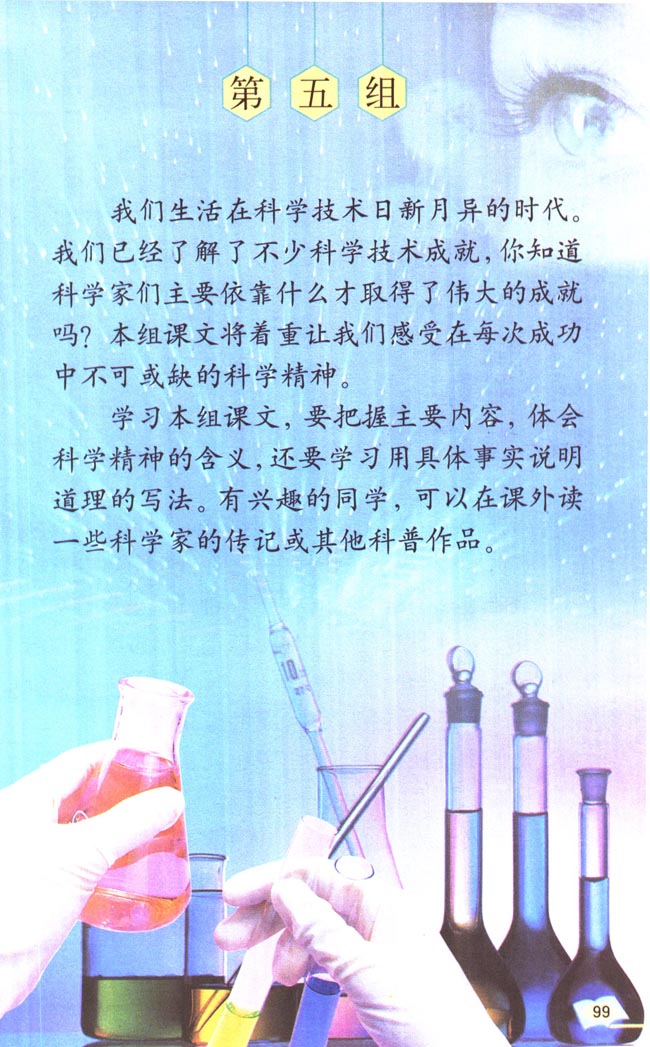 第五组
我们生活在科学技术日新月异的时代。
我们已经了解了不少科学技术成就，你知道
科学家们主要依靠什么才取得了伟大的成就
吗？本组课文将着重让我们感受在每次成功
中不可或缺的科学精神。
学习本组课文，要把握主要内容，体会
科学精神的含义，还要学习用具体事实说明
道理的写法。有兴趣的同学，可以在课外读
一些科学家的传记或其他科普作品。
10
99